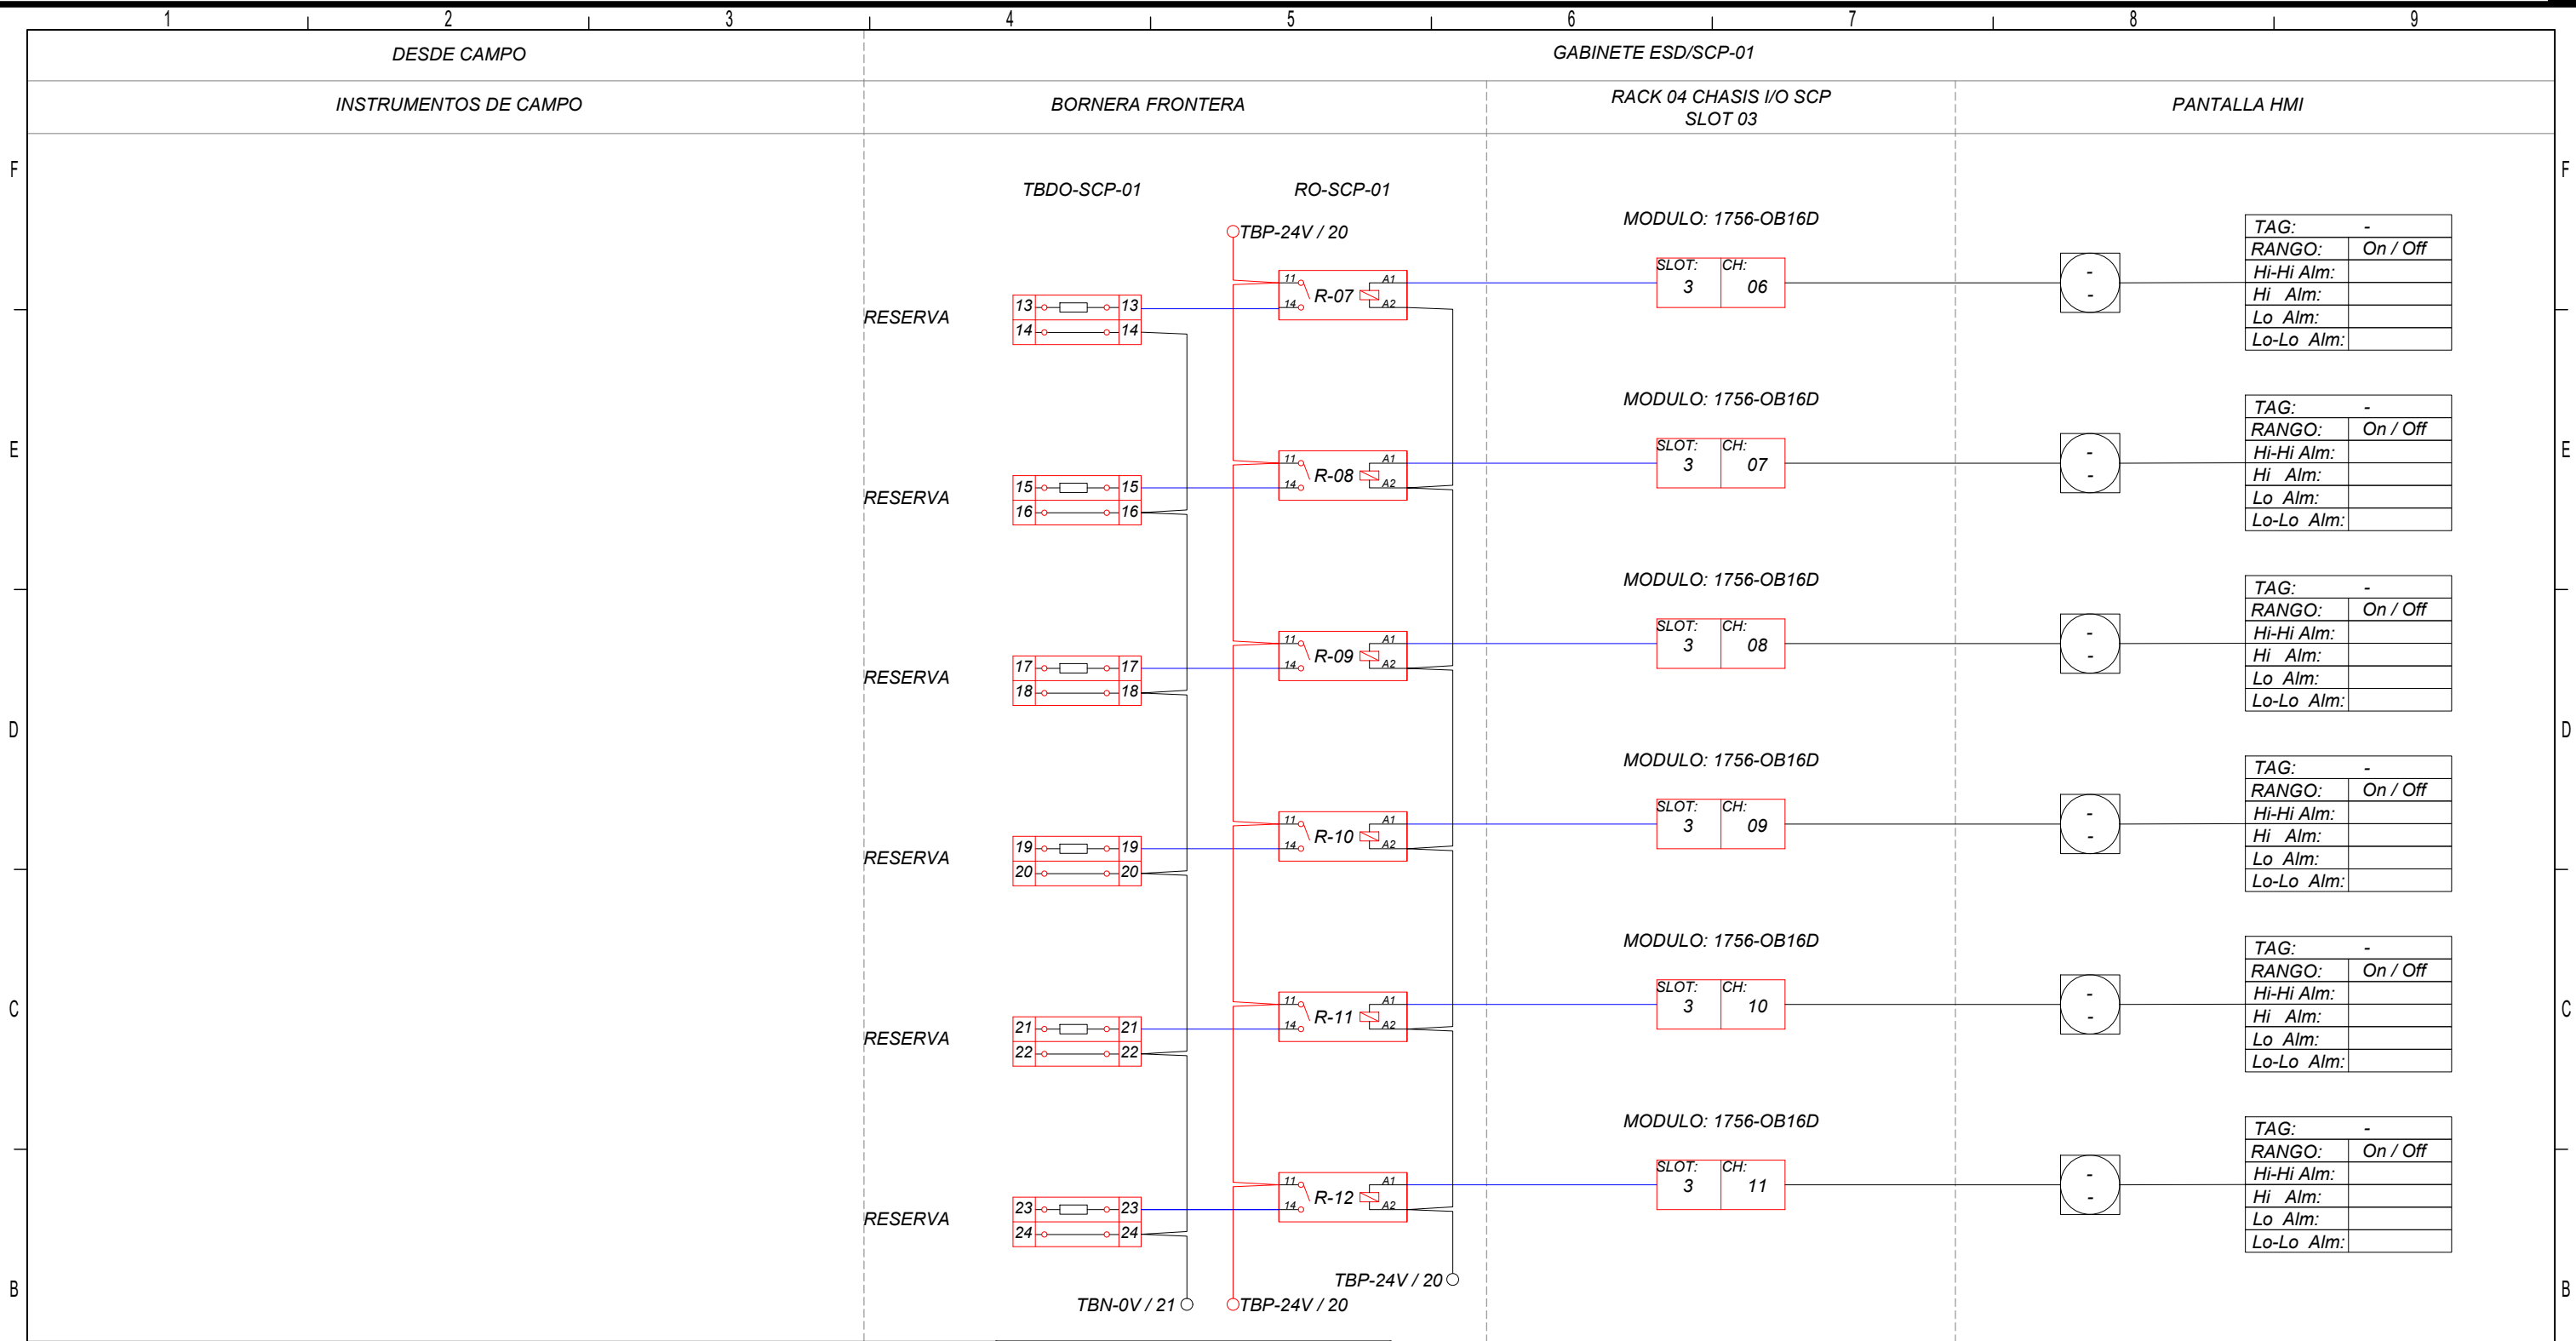 1 2 3 4 5 6 7 8 9
DESDE CAMPO
GABINETE ESD/SCP-01
INSTRUMENTOS DE CAMPO
BORNERA FRONTERA
RACK 04 CHASIS I/O SCP
SLOT 03
PANTALLA HMI
F F
TBDO-SCP-01
RO-SCP-01
TBP-24V / 20
MODULO: 1756-OB16D
RESERVA
13 13
14 14
11 A1
R-07
14 A2
SLOT: CH:
3 06
-
-
TAG: -
RANGO: On / Off
Hi-Hi Alm:
Hi Alm:
Lo Alm:
Lo-Lo Alm:
E E
MODULO: 1756-OB16D
RESERVA
15 15
16 16
11 A1
R-08
14 A2
SLOT: CH:
3 07
-
-
TAG: -
RANGO: On / Off
Hi-Hi Alm:
Hi Alm:
Lo Alm:
Lo-Lo Alm:
MODULO: 1756-OB16D
RESERVA
17 17
18 18
11 A1
R-09
14 A2
SLOT: CH:
3 08
-
-
TAG: -
RANGO: On / Off
Hi-Hi Alm:
Hi Alm:
Lo Alm:
Lo-Lo Alm:
D D
MODULO: 1756-OB16D
RESERVA
19 19
20 20
11 A1
R-10
14 A2
SLOT: CH:
3 09
-
-
TAG: -
RANGO: On / Off
Hi-Hi Alm:
Hi Alm:
Lo Alm:
Lo-Lo Alm:
C C
MODULO: 1756-OB16D
RESERVA
21 21
22 22
11 A1
R-11
14 A2
SLOT: CH:
3 10
-
-
TAG: -
RANGO: On / Off
Hi-Hi Alm:
Hi Alm:
Lo Alm:
Lo-Lo Alm:
MODULO: 1756-OB16D
RESERVA
23 23
24 24
11 A1
R-12
14 A2
SLOT: CH:
3 11
-
-
TAG: -
RANGO: On / Off
Hi-Hi Alm:
Hi Alm:
Lo Alm:
Lo-Lo Alm:
B B
TBP-24V / 20
TBN-0V / 21
TBP-24V / 20